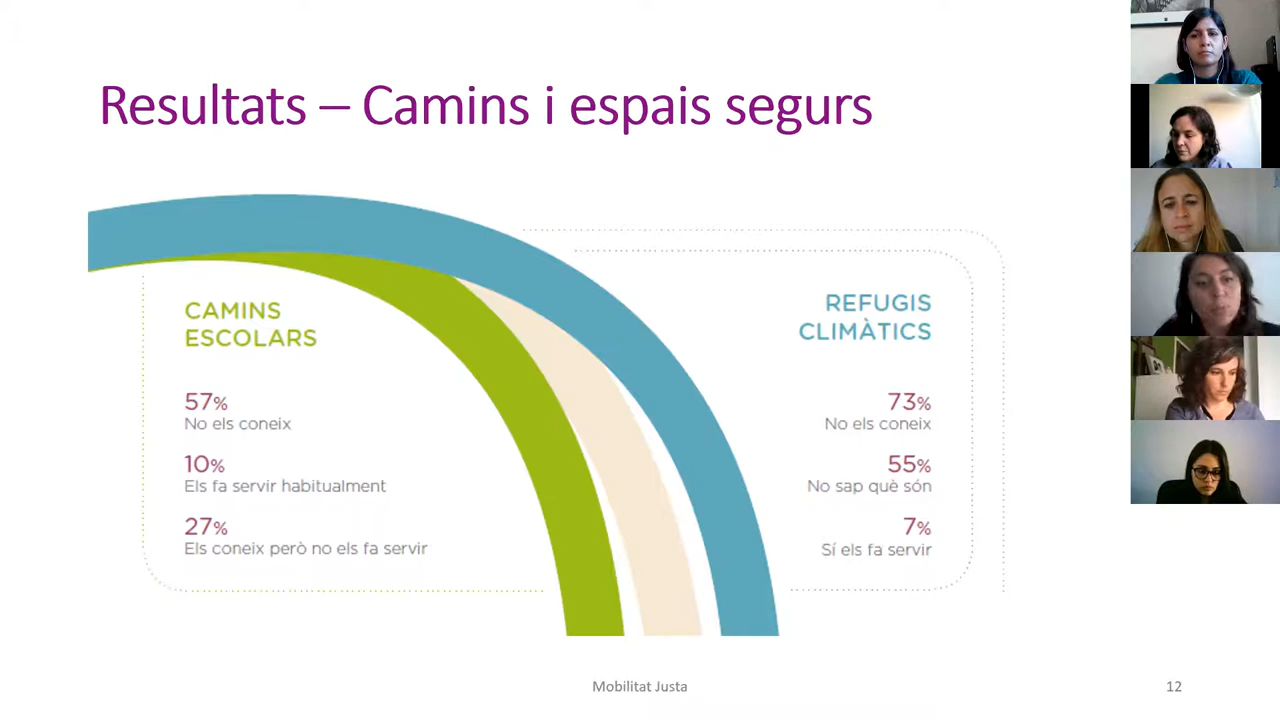 Resultats – Camins i espais segurs
CAMINS
ESCOLARS
57%
No els coneix
10%
Els fa servir habitualment
27%
Els coneix però no els fa servir
REFUGIS
CLIMÀTICS
73%
No els coneix
55%
No sap què són
7%
Sí els fa servir
Mobilitat Justa
12